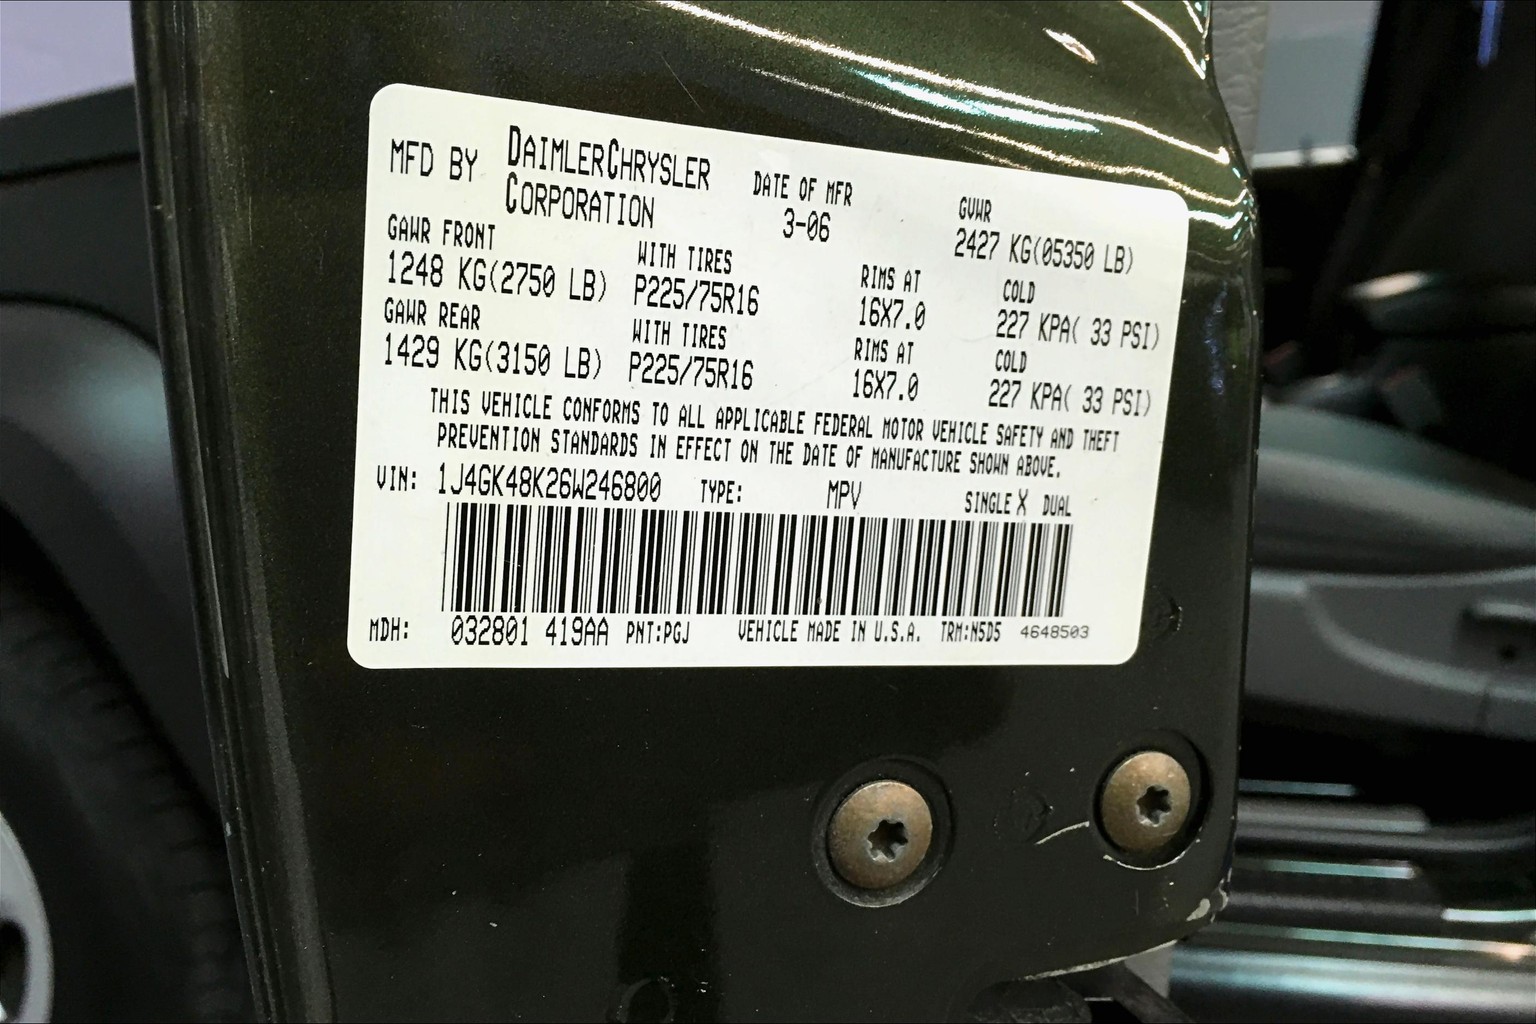 MFD BY DAIMLERCHRYSLER CORPORATION DATE OF MFR 3-06 GVWR 2427 KG(05350 LB)
GAWR FRONT WITH TIRES RIMS AT COLD
1248 KG(2750 LB) P225/75R16 16X7.0 227 KPA( 33 PSI)
GAWR REAR WITH TIRES RIMS AT COLD
1429 KG(3150 LB) P225/75R16 16X7.0 227 KPA( 33 PSI)
THIS VEHICLE CONFORMS TO ALL APPLICABLE FEDERAL MOTOR VEHICLE SAFETY AND THEFT
PREVENTION STANDARDS IN EFFECT ON THE DATE OF MANUFACTURE SHOWN ABOVE.
VIN: 1J4GK48K26W246800 TYPE: MPV SINGLE X DUAL
MDH: 032801 419AA PNT:PGJ VEHICLE MADE IN U.S.A. TRM:N5D5 4648503